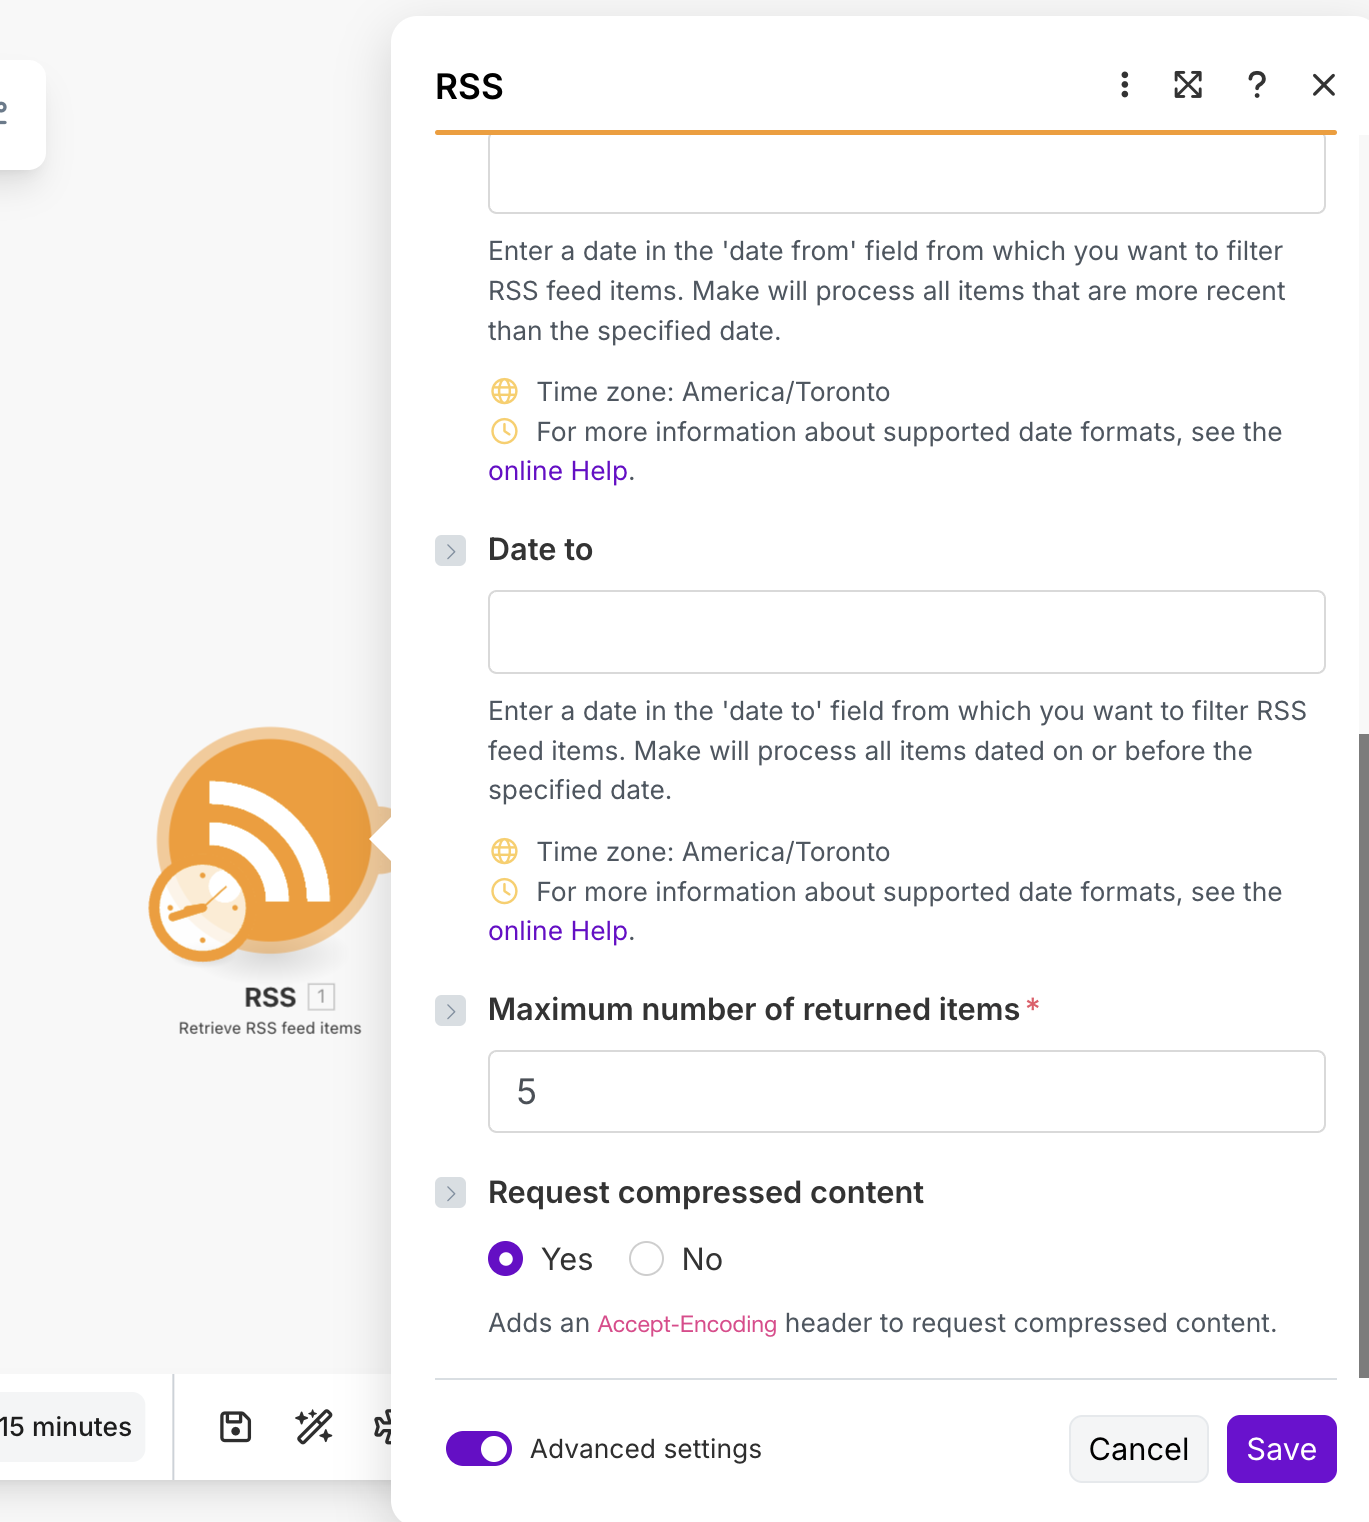 RSS
Enter a date in the 'date from' field from which you want to filter
RSS feed items. Make will process all items that are more recent
than the specified date.
Time zone: America/Toronto
For more information about supported date formats, see the
online Help.
Date to
Enter a date in the 'date to' field from which you want to filter RSS
feed items. Make will process all items dated on or before the
specified date.
Time zone: America/Toronto
For more information about supported date formats, see the
online Help.
RSS 1
Retrieve RSS feed items
Maximum number of returned items *
5
Request compressed content
Yes No
Adds an Accept-Encoding header to request compressed content.
15 minutes
Advanced settings
Cancel Save